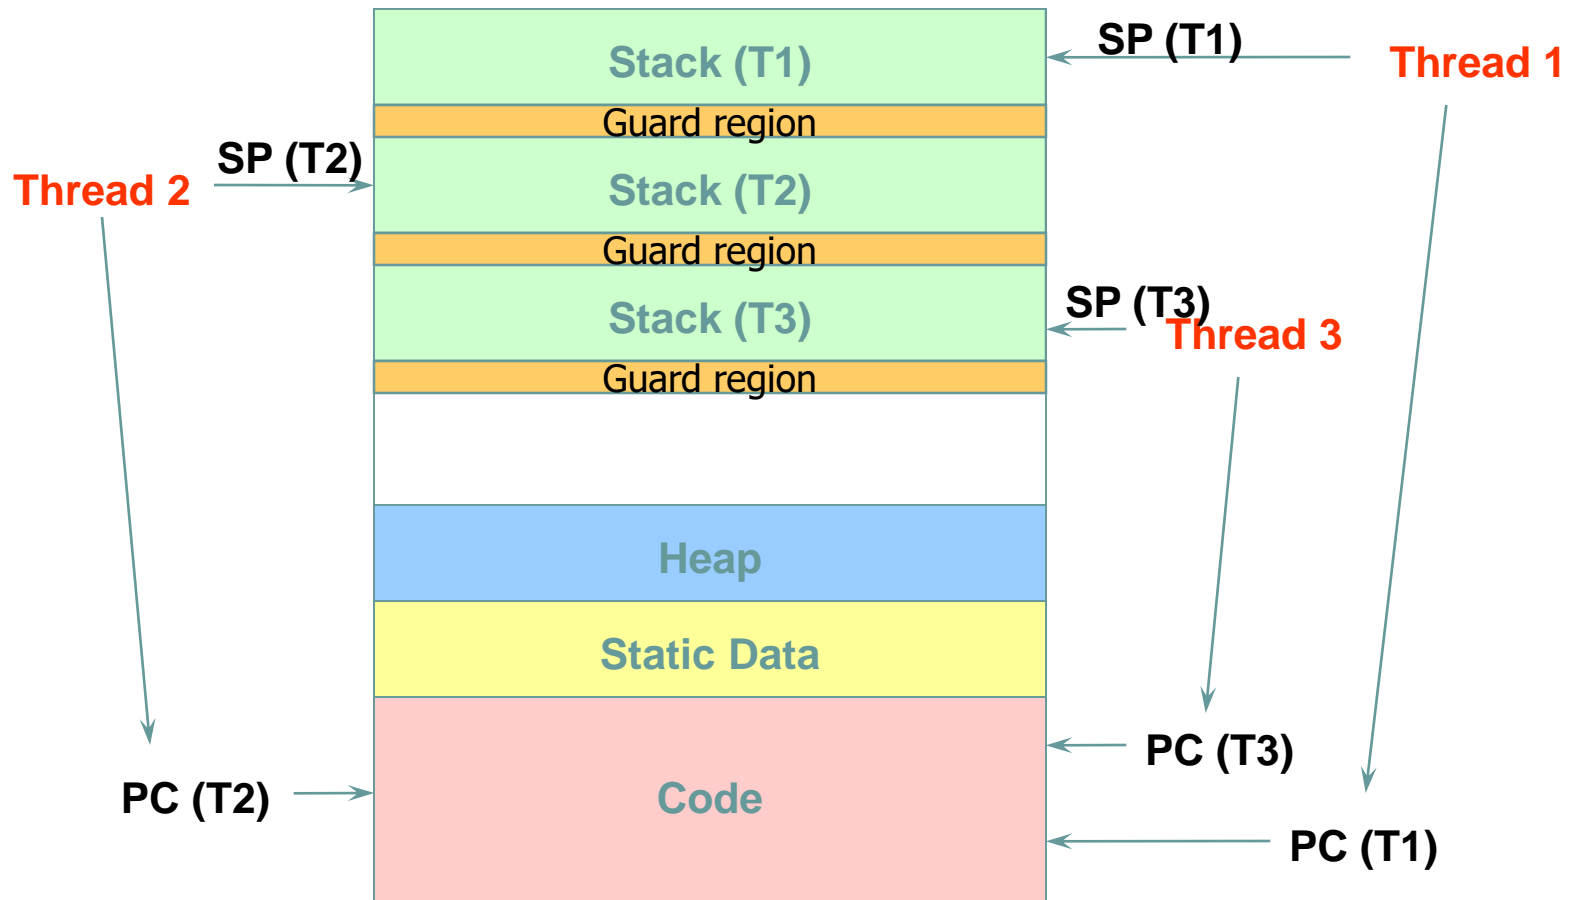 SP (T1)
Stack (T1)
Thread 1
Guard region
SP (T2)
Thread 2
Stack (T2)
Guard region
SP (T3)
Stack (T3)
Thread 3
Guard region
Heap
Static Data
PC (T3)
PC (T2)
Code
PC (T1)